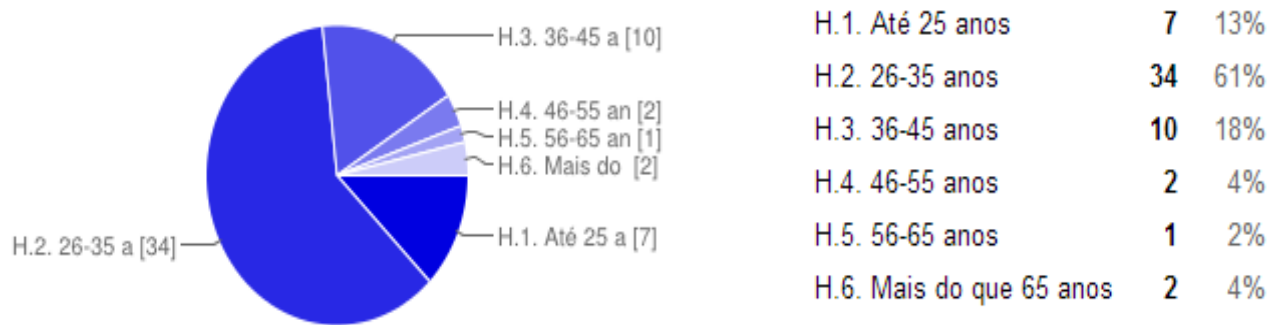 H.3. 36-45 a [10]
H.4. 46-55 an [2]
H.5. 56-65 an [1]
H.6. Mais do  [2]
H.2. 26-35 a [34]
H.1. Até 25 a [7]
H.1. Até 25 anos 7 13%
H.2. 26-35 anos 34 61%
H.3. 36-45 anos 10 18%
H.4. 46-55 anos 2 4%
H.5. 56-65 anos 1 2%
H.6. Mais do que 65 anos 2 4%